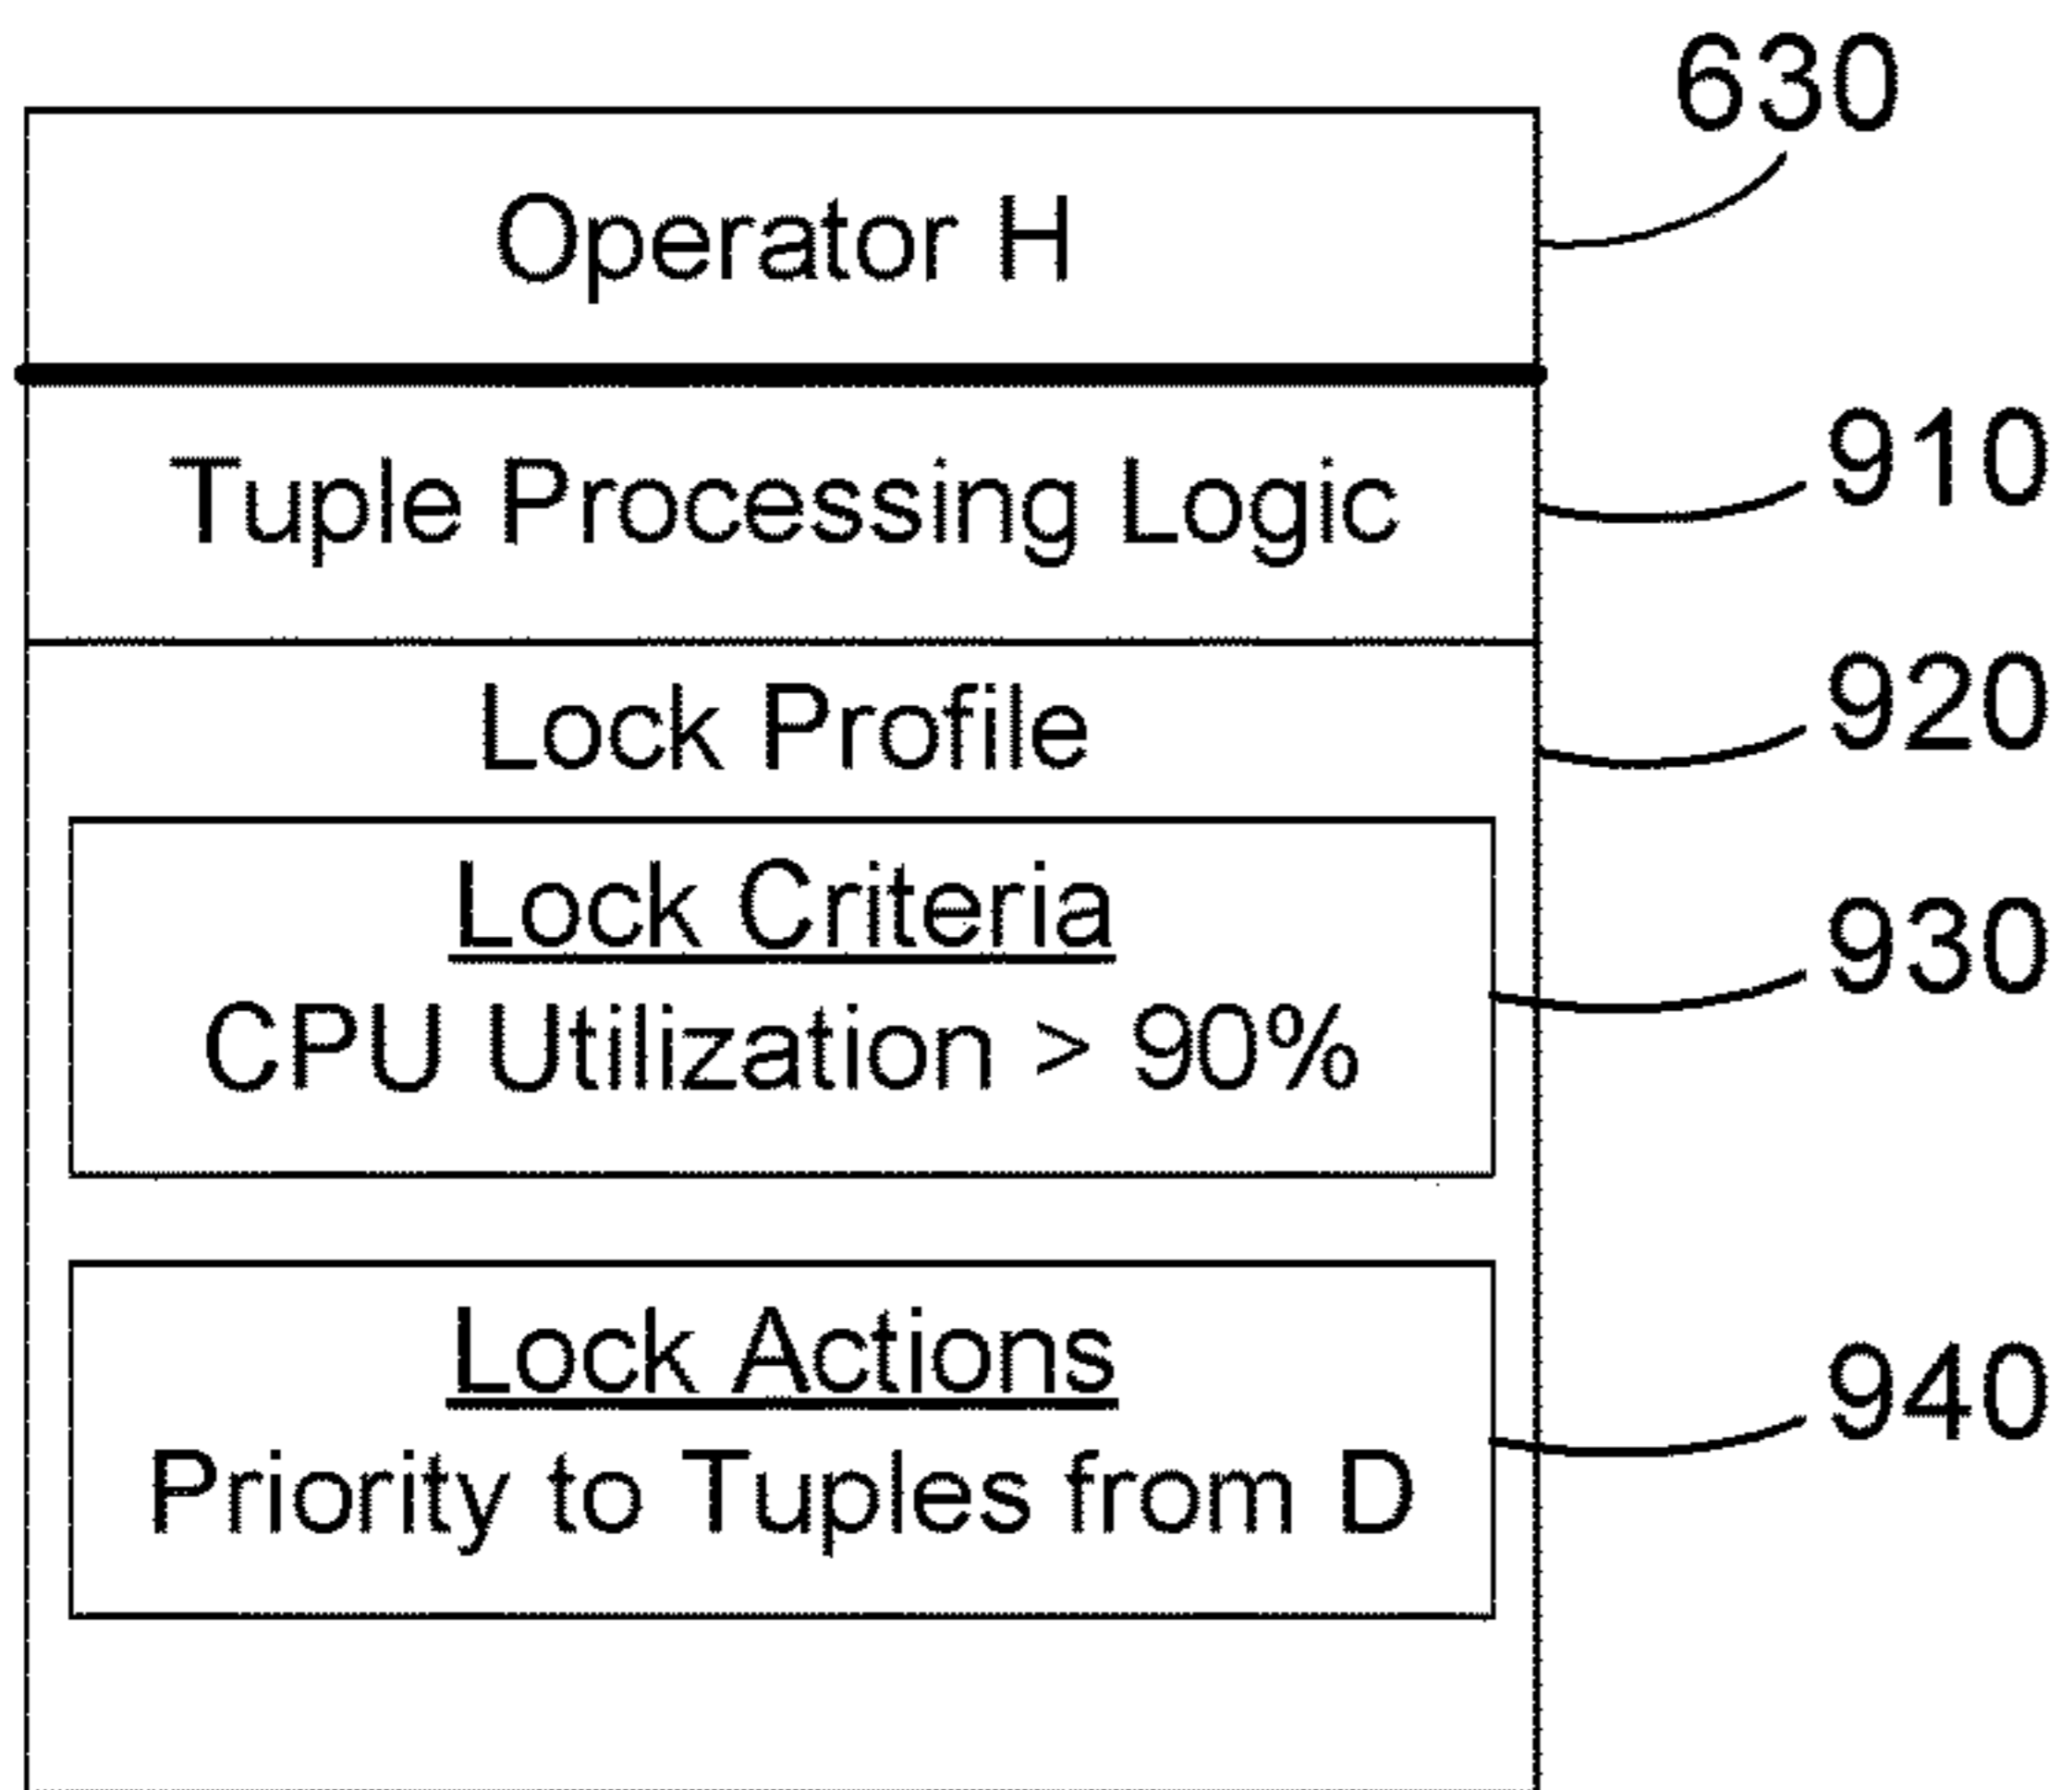 630
Operator H
Tuple Processing Logic
910
Lock Profile
920
Lock Criteria
CPU Utilization > 90%
930
Lock Actions
Priority to Tuples from D
940